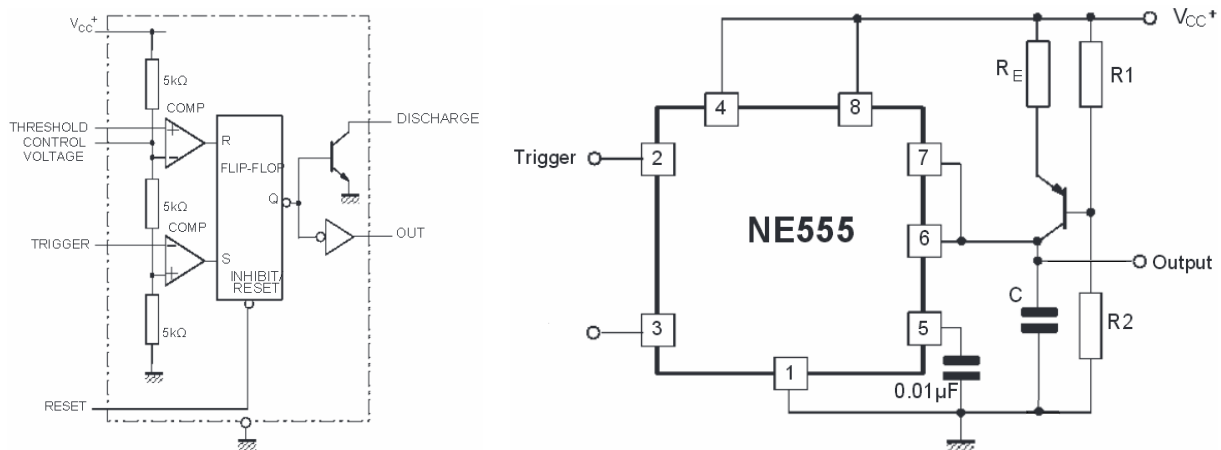 VCC+
5kΩ
COMP
THRESHOLD
CONTROL
VOLTAGE
R
FLIP-FLOP
DISCHARGE
Q
5kΩ
COMP
TRIGGER
OUT
S
INHIBIT/
RESET
5kΩ
RESET
VCC+
RE
R1
4
8
Trigger
2
7
NE555
6
Output
C
R2
3
5
1
0.01µF